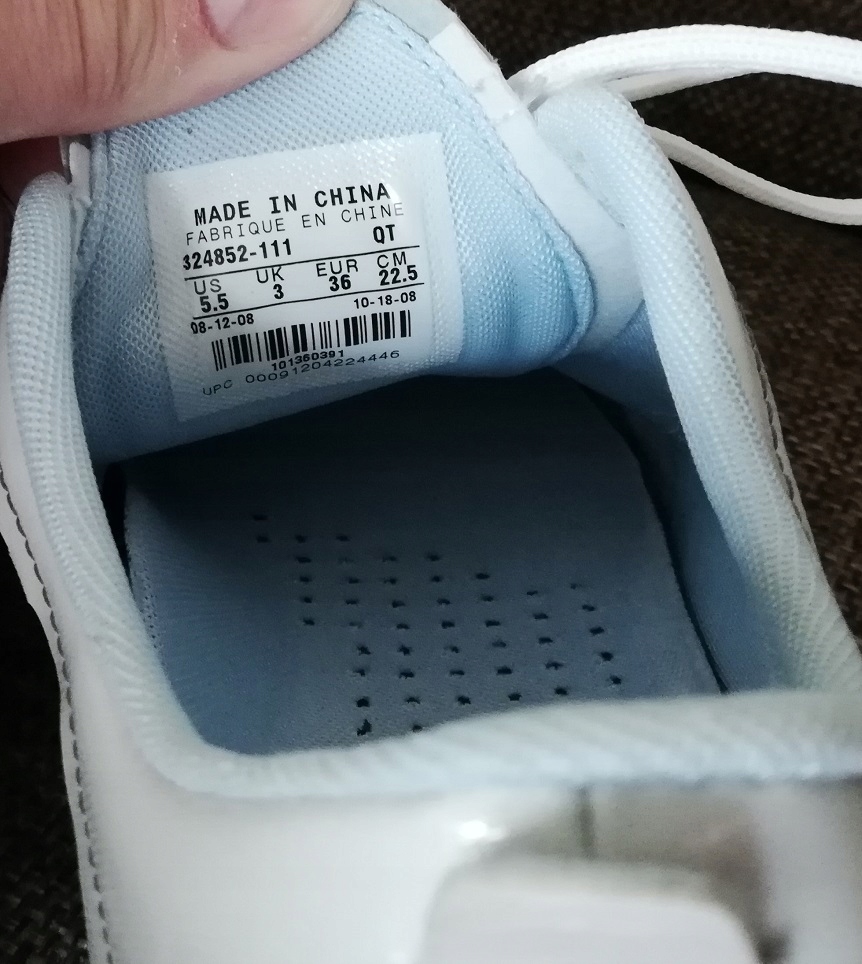 MADE IN CHINA
FABRIQUE EN CHINE
324852-111 QT
US UK EUR CM
5.5 3 36 22.5
08-12-08 10-18-08
101360391
UPC 00091204224446